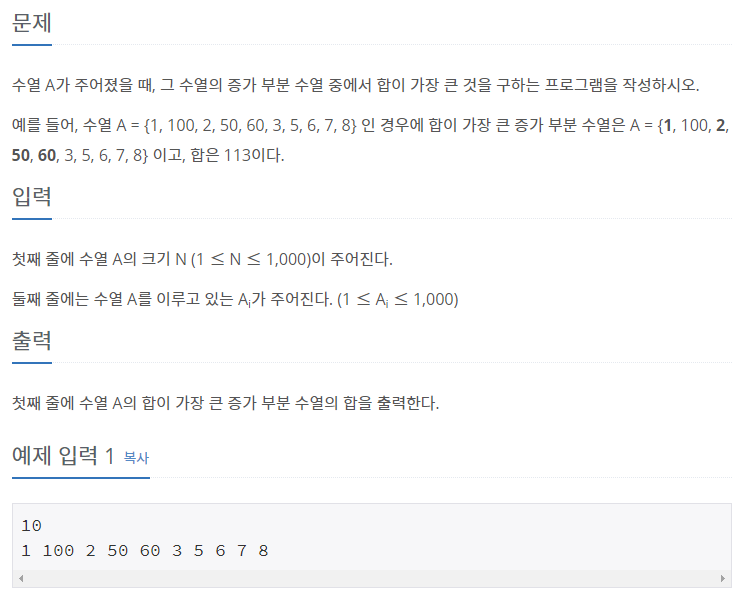 문제
수열 A가 주어졌을 때, 그 수열의 증가 부분 수열 중에서 합이 가장 큰 것을 구하는 프로그램을 작성하시오.
예를 들어, 수열 A = {1, 100, 2, 50, 60, 3, 5, 6, 7, 8} 인 경우에 합이 가장 큰 증가 부분 수열은 A = {1, 100, 2,
50, 60, 3, 5, 6, 7, 8} 이고, 합은 113이다.
입력
첫째 줄에 수열 A의 크기 N (1 ≤ N ≤ 1,000)이 주어진다.
둘째 줄에는 수열 A를 이루고 있는 Ai가 주어진다. (1 ≤ Ai ≤ 1,000)
출력
첫째 줄에 수열 A의 합이 가장 큰 증가 부분 수열의 합을 출력한다.
예제 입력 1 복사
10
1 100 2 50 60 3 5 6 7 8